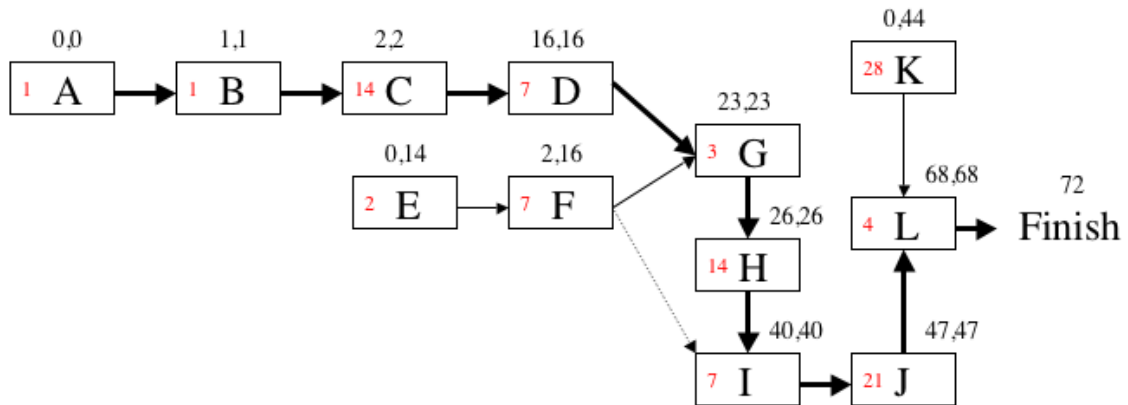 0,0
1,1
2,2
16,16
0,44
1 A
1 B
14 C
7 D
28 K
23,23
3 G
0,14
2,16
68,68
72
2 E
7 F
26,26
4 L
Finish
14 H
40,40
47,47
7 I
21 J